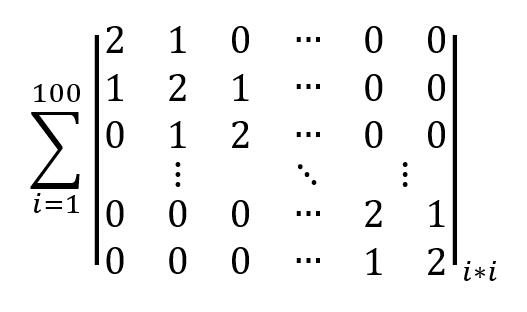 100
∑
i=1
2 1 0 ⋯ 0 0
1 2 1 ⋯ 0 0
0 1 2 ⋯ 0 0
⋮ ⋱ ⋮
0 0 0 ⋯ 2 1
0 0 0 ⋯ 1 2
i*i